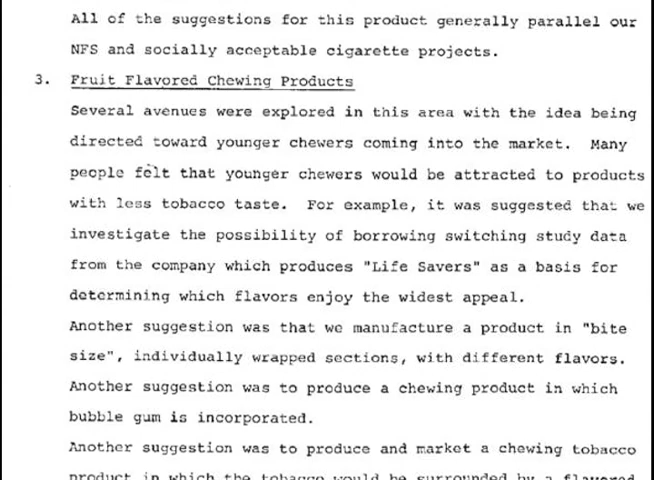 All of the suggestions for this product generally parallel our
NFS and socially acceptable cigarette projects.
3. Fruit Flavored Chewing Products
Several avenues were explored in this area with the idea being
directed toward younger chewers coming into the market. Many
people felt that younger chewers would be attracted to products
with less tobacco taste. For example, it was suggested that we
investigate the possibility of borrowing switching study data
from the company which produces "Life Savers" as a basis for
determining which flavors enjoy the widest appeal.
Another suggestion was that we manufacture a product in "bite
size", individually wrapped sections, with different flavors.
Another suggestion was to produce a chewing product in which
bubble gum is incorporated.
Another suggestion was to produce and market a chewing tobacco
product in which the tobacco would be surrounded by a flavored